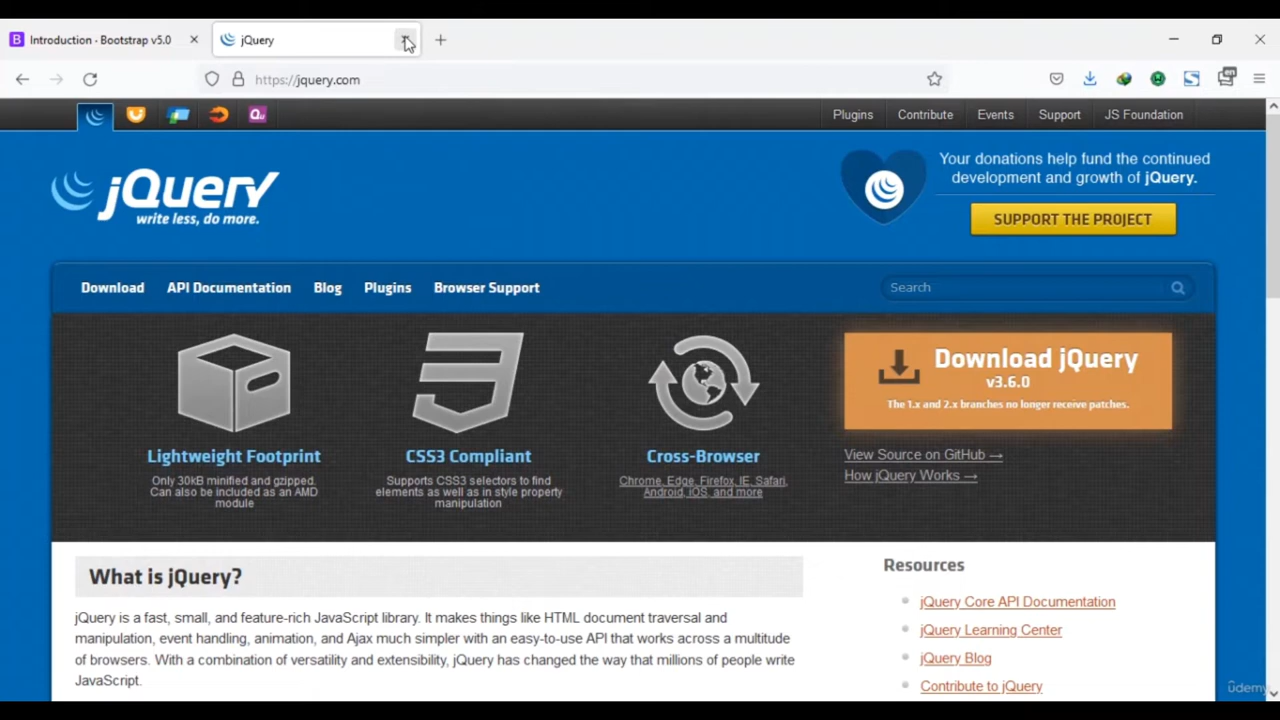 Introduction · Bootstrap v5.0
jQuery
https://jquery.com
Plugins
Contribute
Events
Support
JS Foundation
jQuery
write less, do more.
Your donations help fund the continued
development and growth of jQuery.
SUPPORT THE PROJECT
Download
API Documentation
Blog
Plugins
Browser Support
Search
Lightweight Footprint
Only 30kB minified and gzipped.
Can also be included as an AMD
module
CSS3 Compliant
Supports CSS3 selectors to find
elements as well as in style property
manipulation
Cross-Browser
Chrome, Edge, Firefox, IE, Safari,
Android, iOS, and more
Download jQuery
v3.6.0
The 1.x and 2.x branches no longer receive patches.
View Source on GitHub →
How jQuery Works →
What is jQuery?
jQuery is a fast, small, and feature-rich JavaScript library. It makes things like HTML document traversal and
manipulation, event handling, animation, and Ajax much simpler with an easy-to-use API that works across a multitude
of browsers. With a combination of versatility and extensibility, jQuery has changed the way that millions of people write
JavaScript.
Resources
jQuery Core API Documentation
jQuery Learning Center
jQuery Blog
Contribute to jQuery
udemy